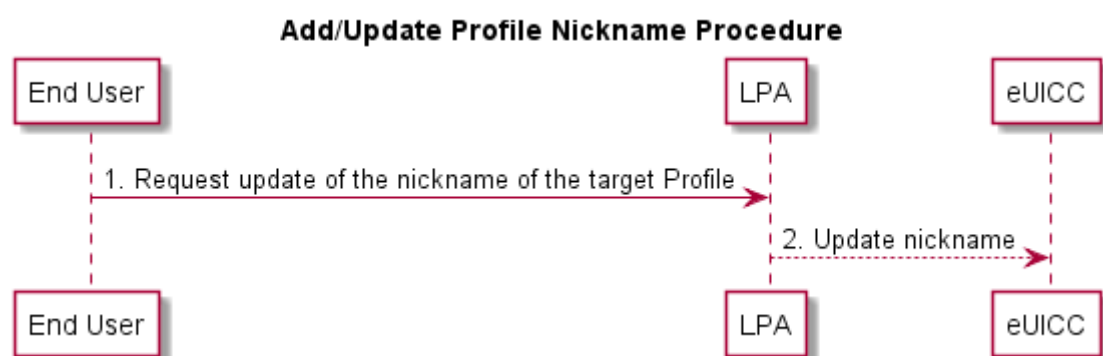 Add/Update Profile Nickname Procedure
End User LPA eUICC
1. Request update of the nickname of the target Profile
2. Update nickname
End User LPA eUICC